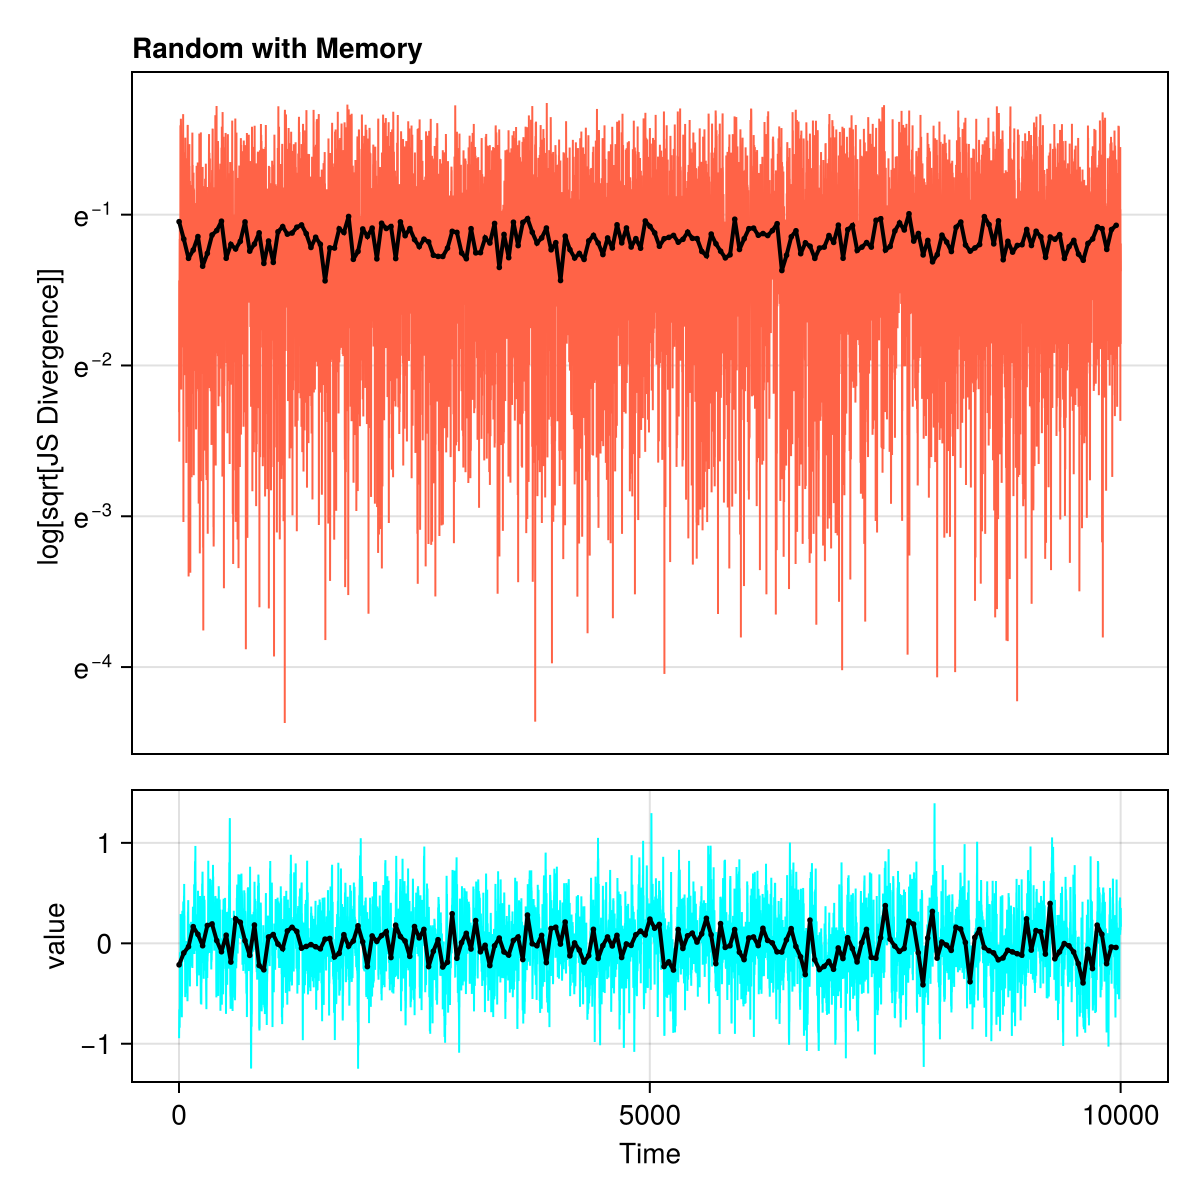 Random with Memory
log[sqrt[JS Divergence]]
e⁻¹
e⁻²
e⁻³
e⁻⁴
value
1
0
−1
0 5000 10000
Time